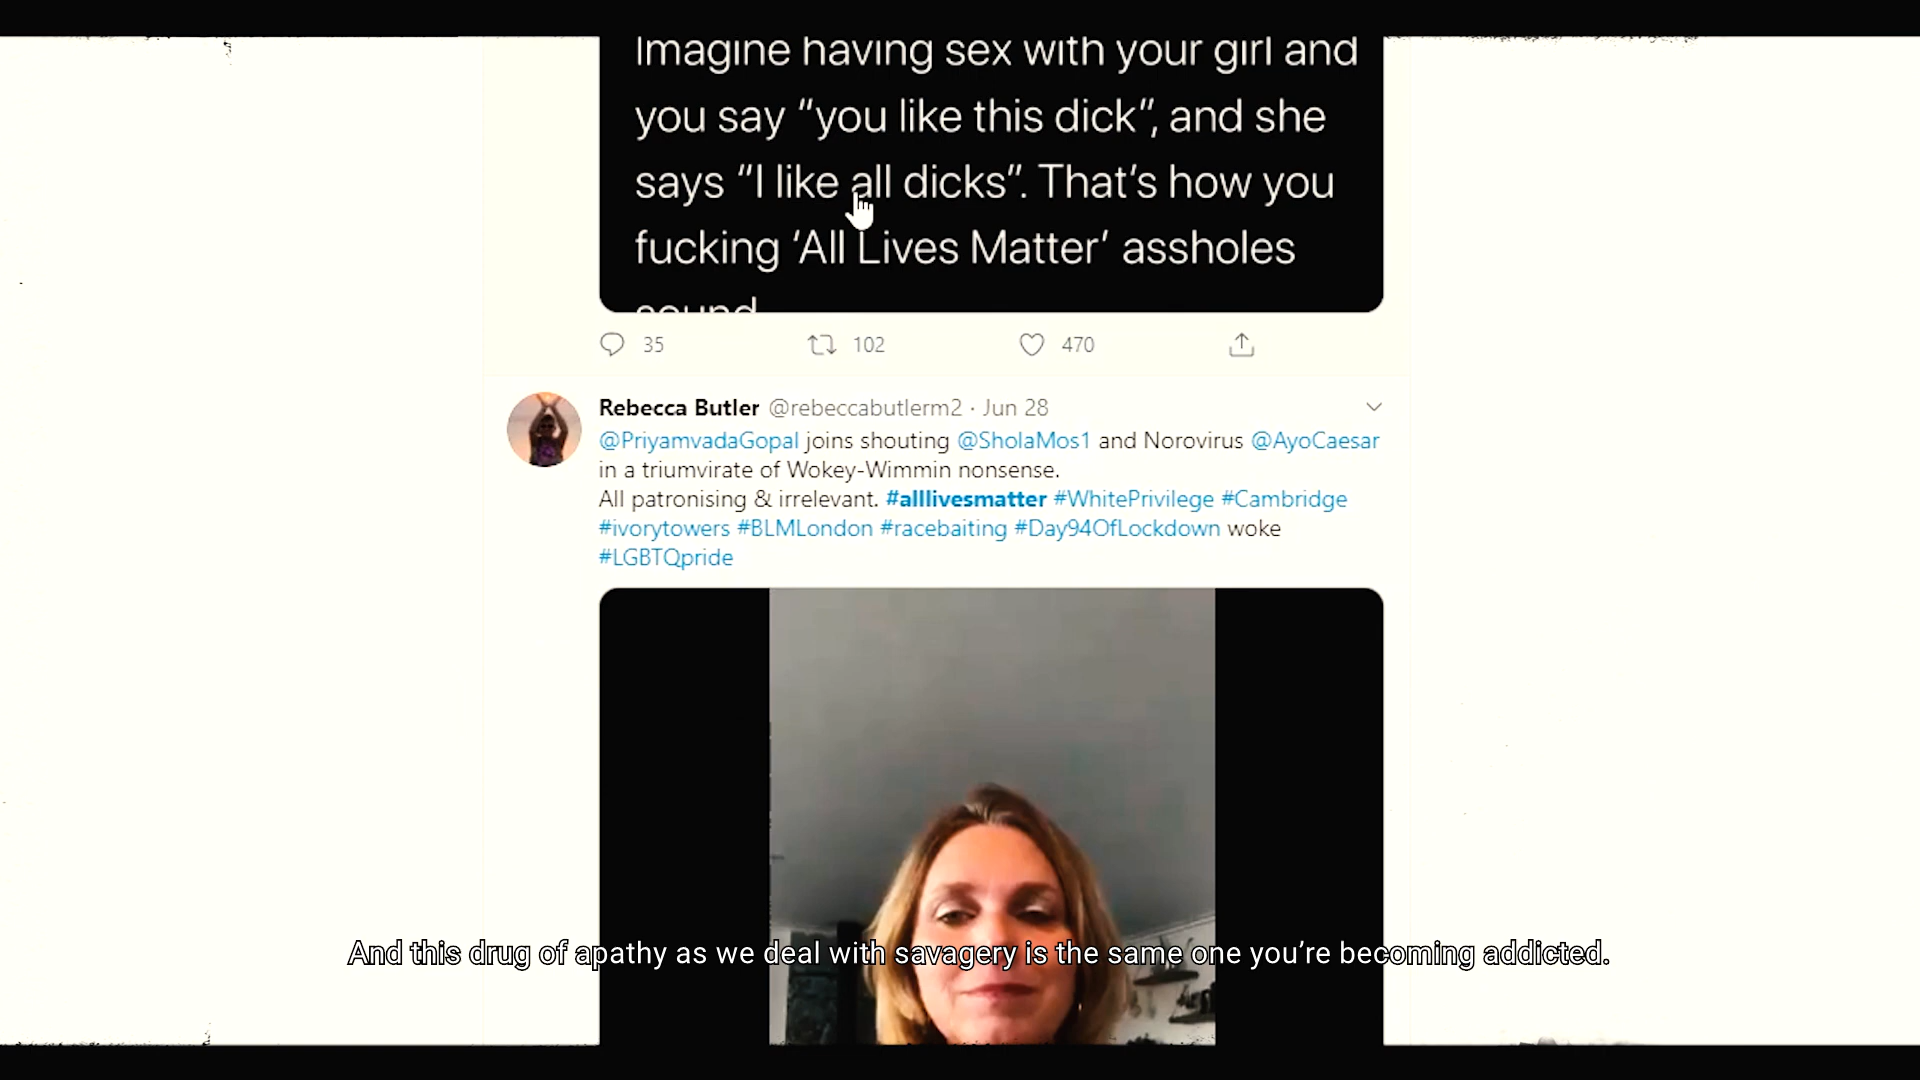 Imagine having sex with your girl and
you say “you like this dick”, and she
says “I like all dicks”. That’s how you
fucking ‘All Lives Matter’ assholes
sound
35 102 470
Rebecca Butler @rebeccabutlerm2 · Jun 28
@PriyamvadaGopal joins shouting @SholaMos1 and Norovirus @AyoCaesar
in a triumvirate of Wokey-Wimmin nonsense.
All patronising & irrelevant. #alllivesmatter #WhitePrivilege #Cambridge
#ivorytowers #BLMLondon #racebaiting #Day94OfLockdown woke
#LGBTQpride
And this drug of apathy as we deal with savagery is the same one you’re becoming addicted.